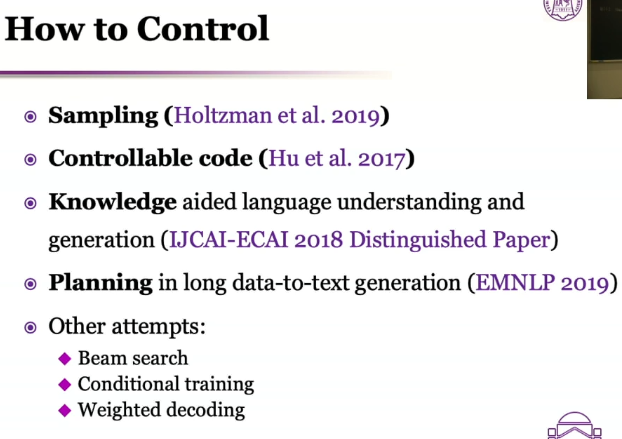 How to Control
Sampling (Holtzman et al. 2019)
Controllable code (Hu et al. 2017)
Knowledge aided language understanding and
generation (IJCAI-ECAI 2018 Distinguished Paper)
Planning in long data-to-text generation (EMNLP 2019)
Other attempts:
Beam search
Conditional training
Weighted decoding